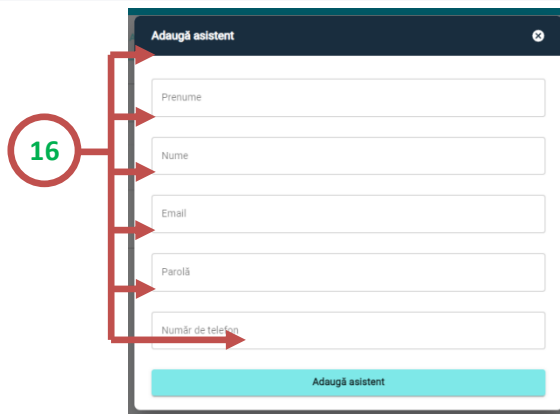 Adaugă asistent
Prenume
16
Nume
Email
Parolă
Număr de telefon
Adaugă asistent